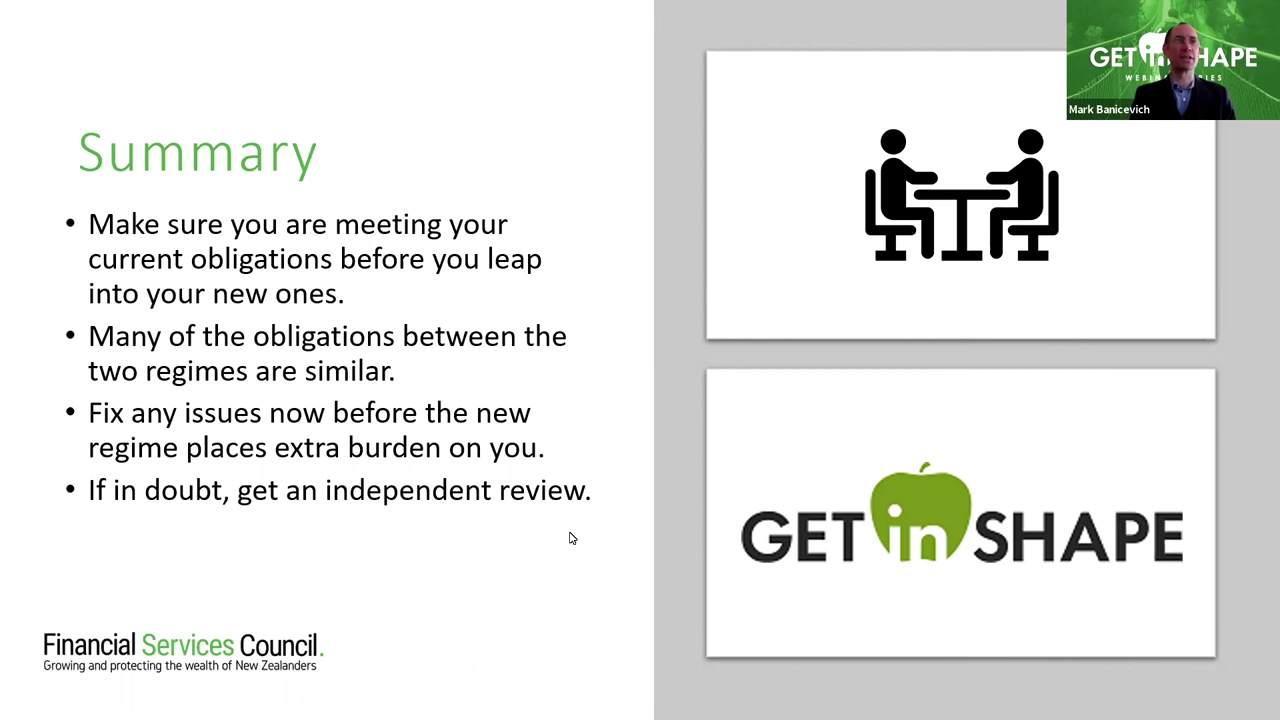 Summary
• Make sure you are meeting your
current obligations before you leap
into your new ones.
• Many of the obligations between the
two regimes are similar.
• Fix any issues now before the new
regime places extra burden on you.
• If in doubt, get an independent review.
Financial Services Council.
Growing and protecting the wealth of New Zealanders
GET in HAPE
Mark Banicevich
GET in SHAPE